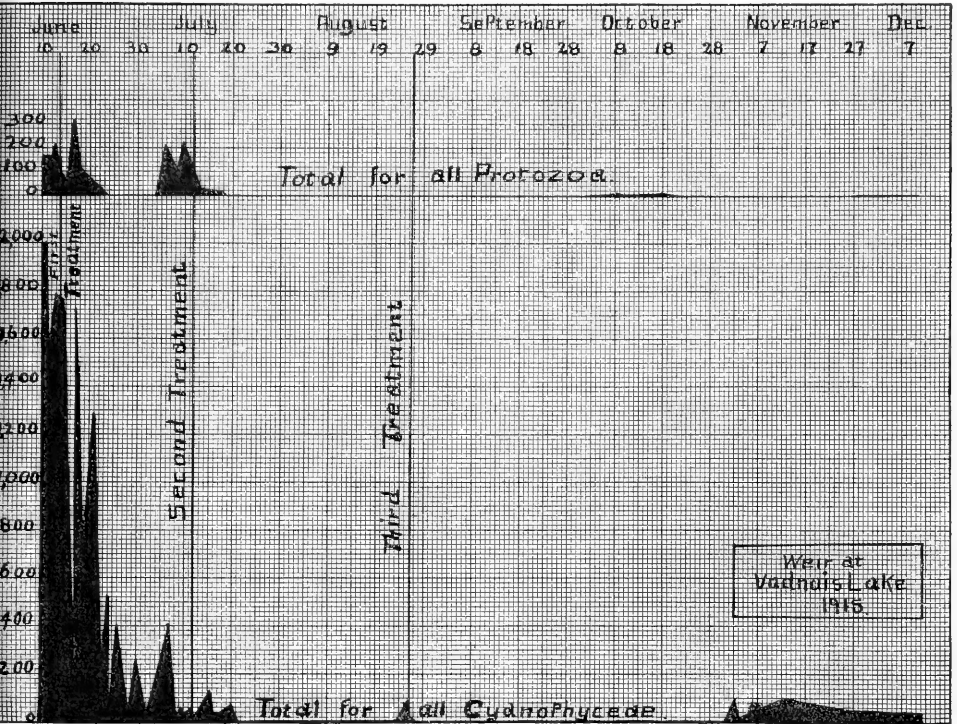 June July August September October November Dec.
10 20 30 10 20 30 9 19 29 8 18 28 8 18 28 7 17 27 7
300
200
100
0
Total for all Protozoa.
2,000
First
Treatment
1,800
1,600
1,400
1,200
1,000
800
600
400
200
0
Second Treatment
Third Treatment
Weir at
Vadnais Lake
1915.
Total for all Cyanophyceae.